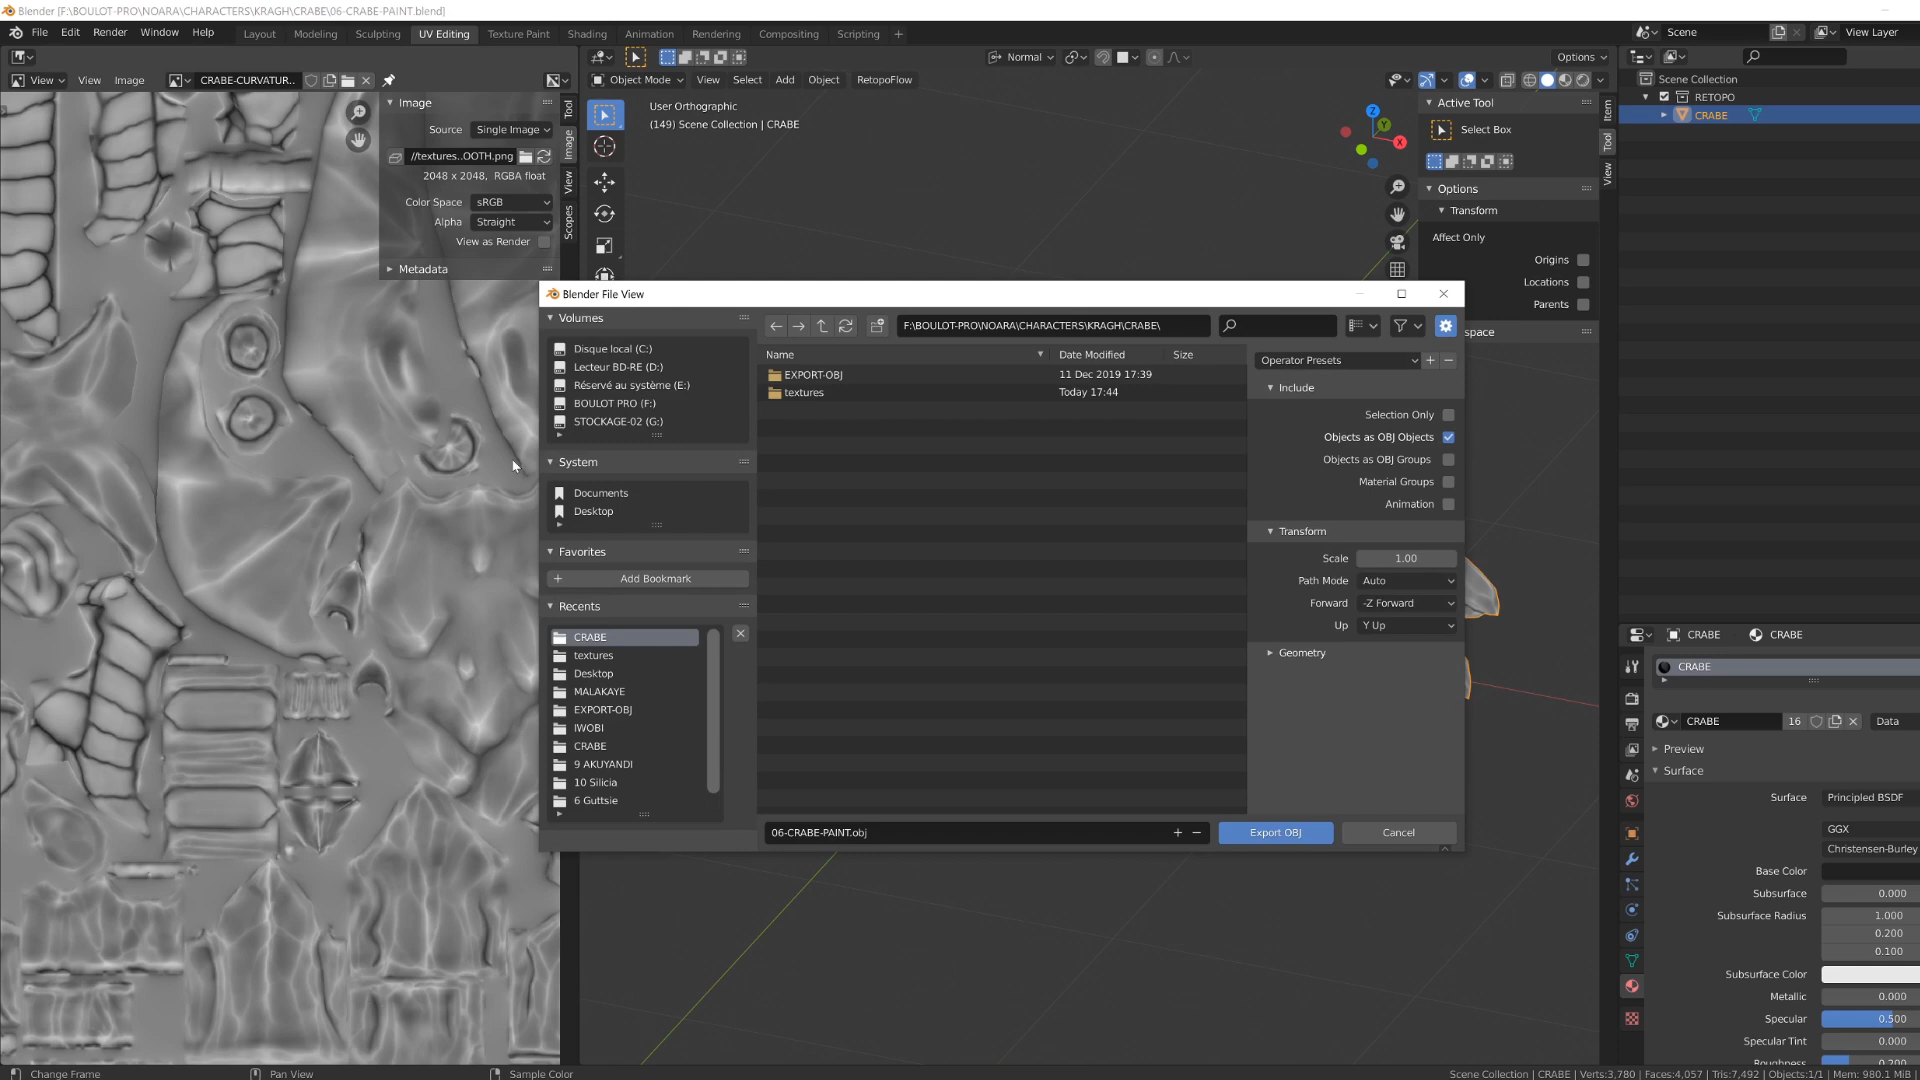 Blender [F:\BOULOT-PRO\NOARA\CHARACTERS\KRAGH\CRABE\06-CRABE-PAINT.blend]
File Edit Render Window Help Layout Modeling Sculpting UV Editing Texture Paint Shading Animation Rendering Compositing Scripting + Scene View Layer
Normal Options
View View Image CRABE-CURVATUR.. Object Mode View Select Add Object RetopoFlow
Scene Collection
RETOPO
CRABE
Image
Source Single Image
//textures..OOTH.png
2048 x 2048, RGBA float
Color Space sRGB
Alpha Straight
View as Render
Metadata
Tool
Image
View
Scopes
User Orthographic
(149) Scene Collection | CRABE
Z
Y
X
Active Tool
Select Box
Options
Transform
Affect Only
Origins
Locations
Parents
space
Item
Tool
View
Blender File View
Volumes
Disque local (C:)
Lecteur BD-RE (D:)
Réservé au système (E:)
BOULOT PRO (F:)
STOCKAGE-02 (G:)
System
Documents
Desktop
Favorites
Add Bookmark
Recents
CRABE
textures
Desktop
MALAKAYE
EXPORT-OBJ
IWOBI
CRABE
9 AKUYANDI
10 Silicia
6 Guttsie
F:\BOULOT-PRO\NOARA\CHARACTERS\KRAGH\CRABE\
Name Date Modified Size
EXPORT-OBJ 11 Dec 2019 17:39
textures Today 17:44
Operator Presets
Include
Selection Only
Objects as OBJ Objects
Objects as OBJ Groups
Material Groups
Animation
Transform
Scale 1.00
Path Mode Auto
Forward -Z Forward
Up Y Up
Geometry
06-CRABE-PAINT.obj
Export OBJ Cancel
CRABE CRABE
CRABE
CRABE 16 Data
Preview
Surface
Surface Principled BSDF
GGX
Christensen-Burley
Base Color
Subsurface 0.000
Subsurface Radius 1.000
0.200
0.100
Subsurface Color
Metallic 0.000
Specular 0.500
Specular Tint 0.000
Roughness 0.200
Change Frame Pan View Sample Color Scene Collection | CRABE | Verts:3,780 | Faces:4,057 | Tris:7,492 | Objects:1/1 | Mem: 980.1 MiB |